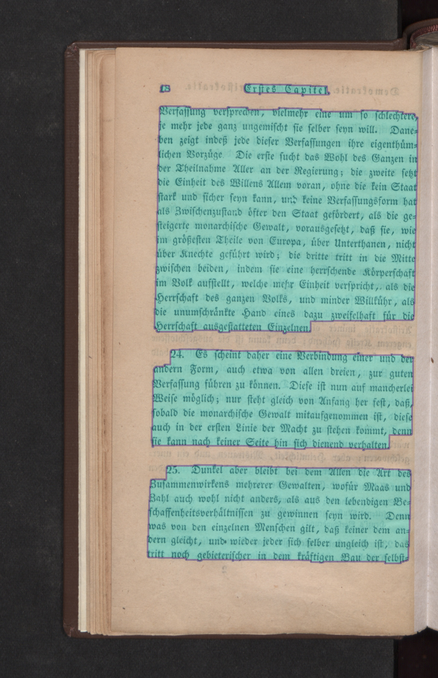 18 Erstes Capitel.
Verfassung versprechen, vielmehr eine um so schlechtere,
je mehr jede ganz ungemischt sie selber seyn will. Dane-
ben zeigt indeß jede dieser Verfassungen ihre eigenthüm-
lichen Vorzüge. Die erste sucht das Wohl des Ganzen in
der Theilnahme Aller an der Regierung; die zweite setzt
die Einheit des Willens Allem voran, ohne die kein Staat
stark und sicher seyn kann, und keine Verfassungsform hat
als Zwischenzustand öfter den Staat gefördert, als die ge-
steigerte monarchische Gewalt, vorausgesetzt, daß sie, wie
im größesten Theile von Europa, über Unterthanen, nicht
über Knechte geführt wird; die dritte tritt in die Mitte
zwischen beiden, indem sie eine herrschende Körperschaft
im Volk aufstellt, welche mehr Einheit verspricht, als die
Herrschaft des ganzen Volks, und minder Willkühr, als
die unumschränkte Hand eines dazu zweifelhaft für die
Herrschaft ausgestatteten Einzelnen.
24. Es scheint daher eine Verbindung einer und der
andern Form, auch etwa von allen dreien, zur guten
Verfassung führen zu können. Diese ist nun auf mancherlei
Weise möglich; nur steht gleich von Anfang her fest, daß,
sobald die monarchische Gewalt mitaufgenommen ist, diese
auch in der ersten Linie der Macht zu stehen kommt, denn
sie kann nach keiner Seite hin sich dienend verhalten.
25. Dunkel aber bleibt bei dem Allen die Art des
Zusammenwirkens mehrerer Gewalten, wofür Maas und
Zahl auch wohl nicht anders, als aus den lebendigen Be-
schaffenheitsverhältnissen zu gewinnen seyn wird. Denn
was von den einzelnen Menschen gilt, daß keiner dem an-
dern gleicht, und wieder jeder sich selber ungleich ist, das
tritt noch gebieterischer in dem kräftigen Bau der selbst-